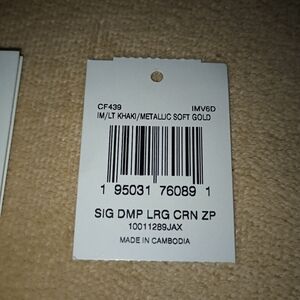 CF439 IMV6D
IM/LT KHAKI/METALLIC SOFT GOLD
1 95031 76089 1
SIG DMP LRG CRN ZP
10011289JAX
MADE IN CAMBODIA